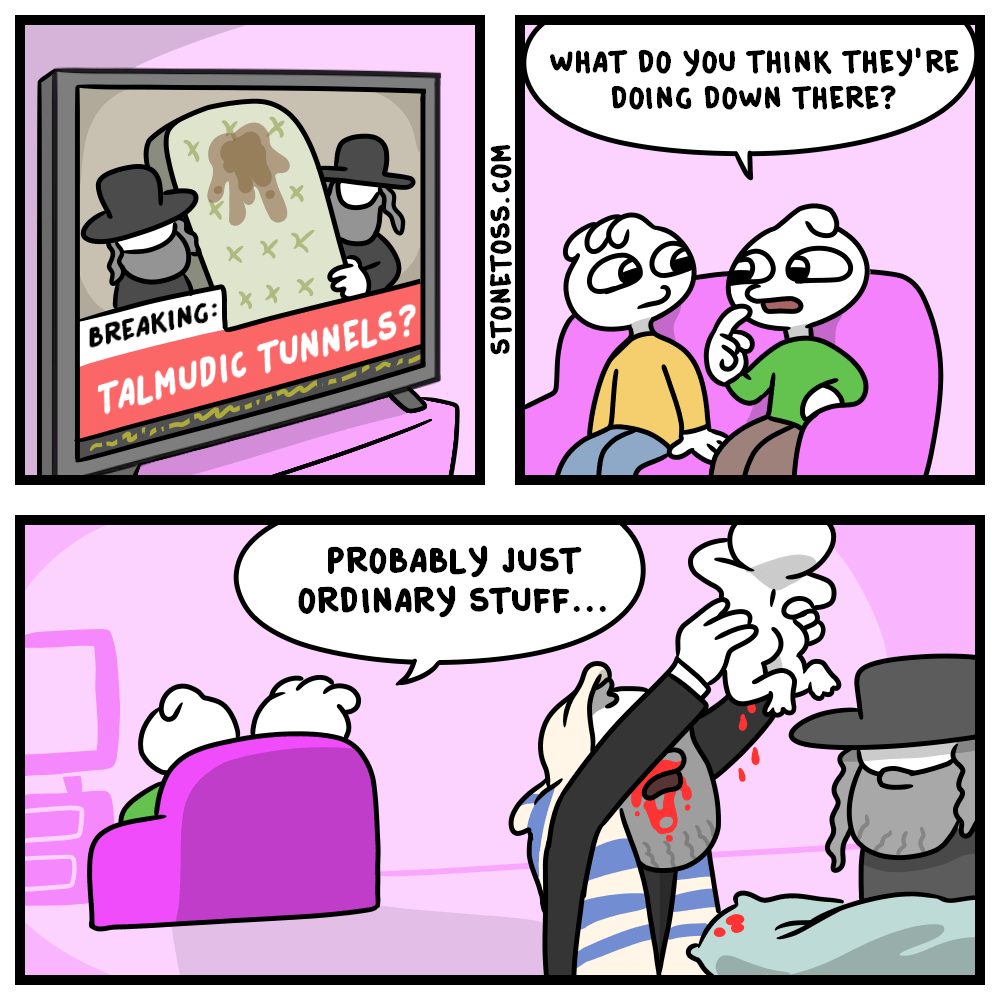 BREAKING:
TALMUDIC TUNNELS?
WHAT DO YOU THINK THEY'RE
DOING DOWN THERE?
STONETOSS.COM
PROBABLY JUST
ORDINARY STUFF...